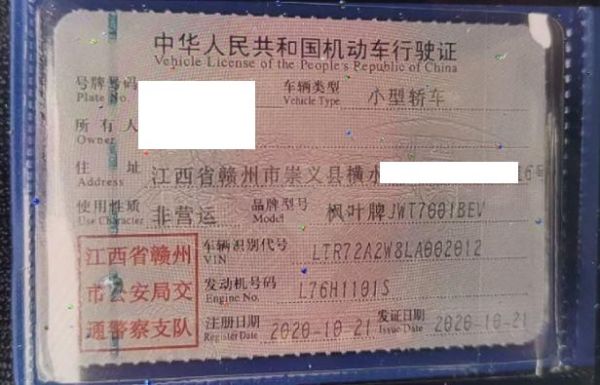 中华人民共和国机动车行驶证
Vehicle License of the People's Republic of China
号牌号码
Plate No.
车辆类型 小型轿车
Vehicle Type
所有人
Owner
住址 江西省赣州市崇义县横水
Address
使用性质 非营运 品牌型号 枫叶牌JWT7001BEV
Use Character Model
江西省赣州
市公安局交
通警察支队
车辆识别代号 LTR72A2W8LA002012
VIN
发动机号码 L76H1101S
Engine No.
注册日期 2020-10-21 发证日期 2020-10-21
Register Date Issue Date